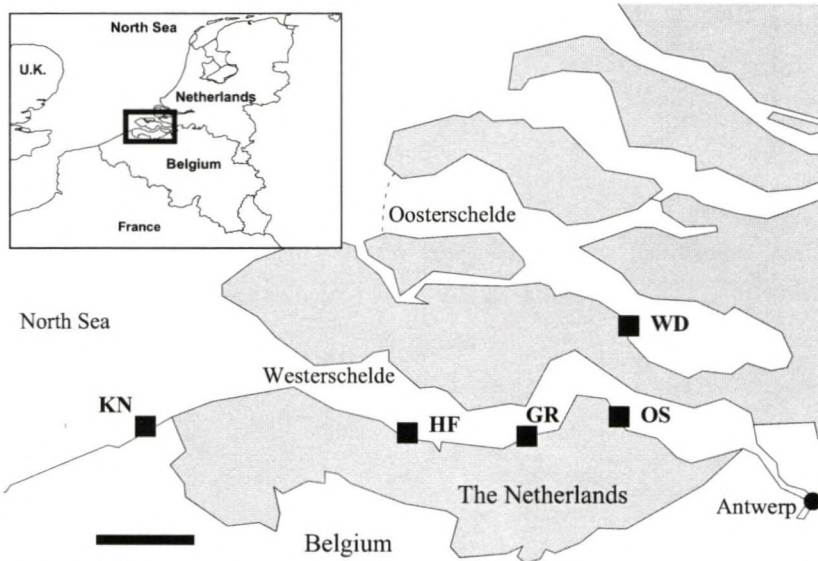 North Sea
U.K.
Netherlands
Belgium
France
Oosterschelde
North Sea
WD
Westerschelde
KN
HF
GR
OS
The Netherlands
Antwerp
Belgium